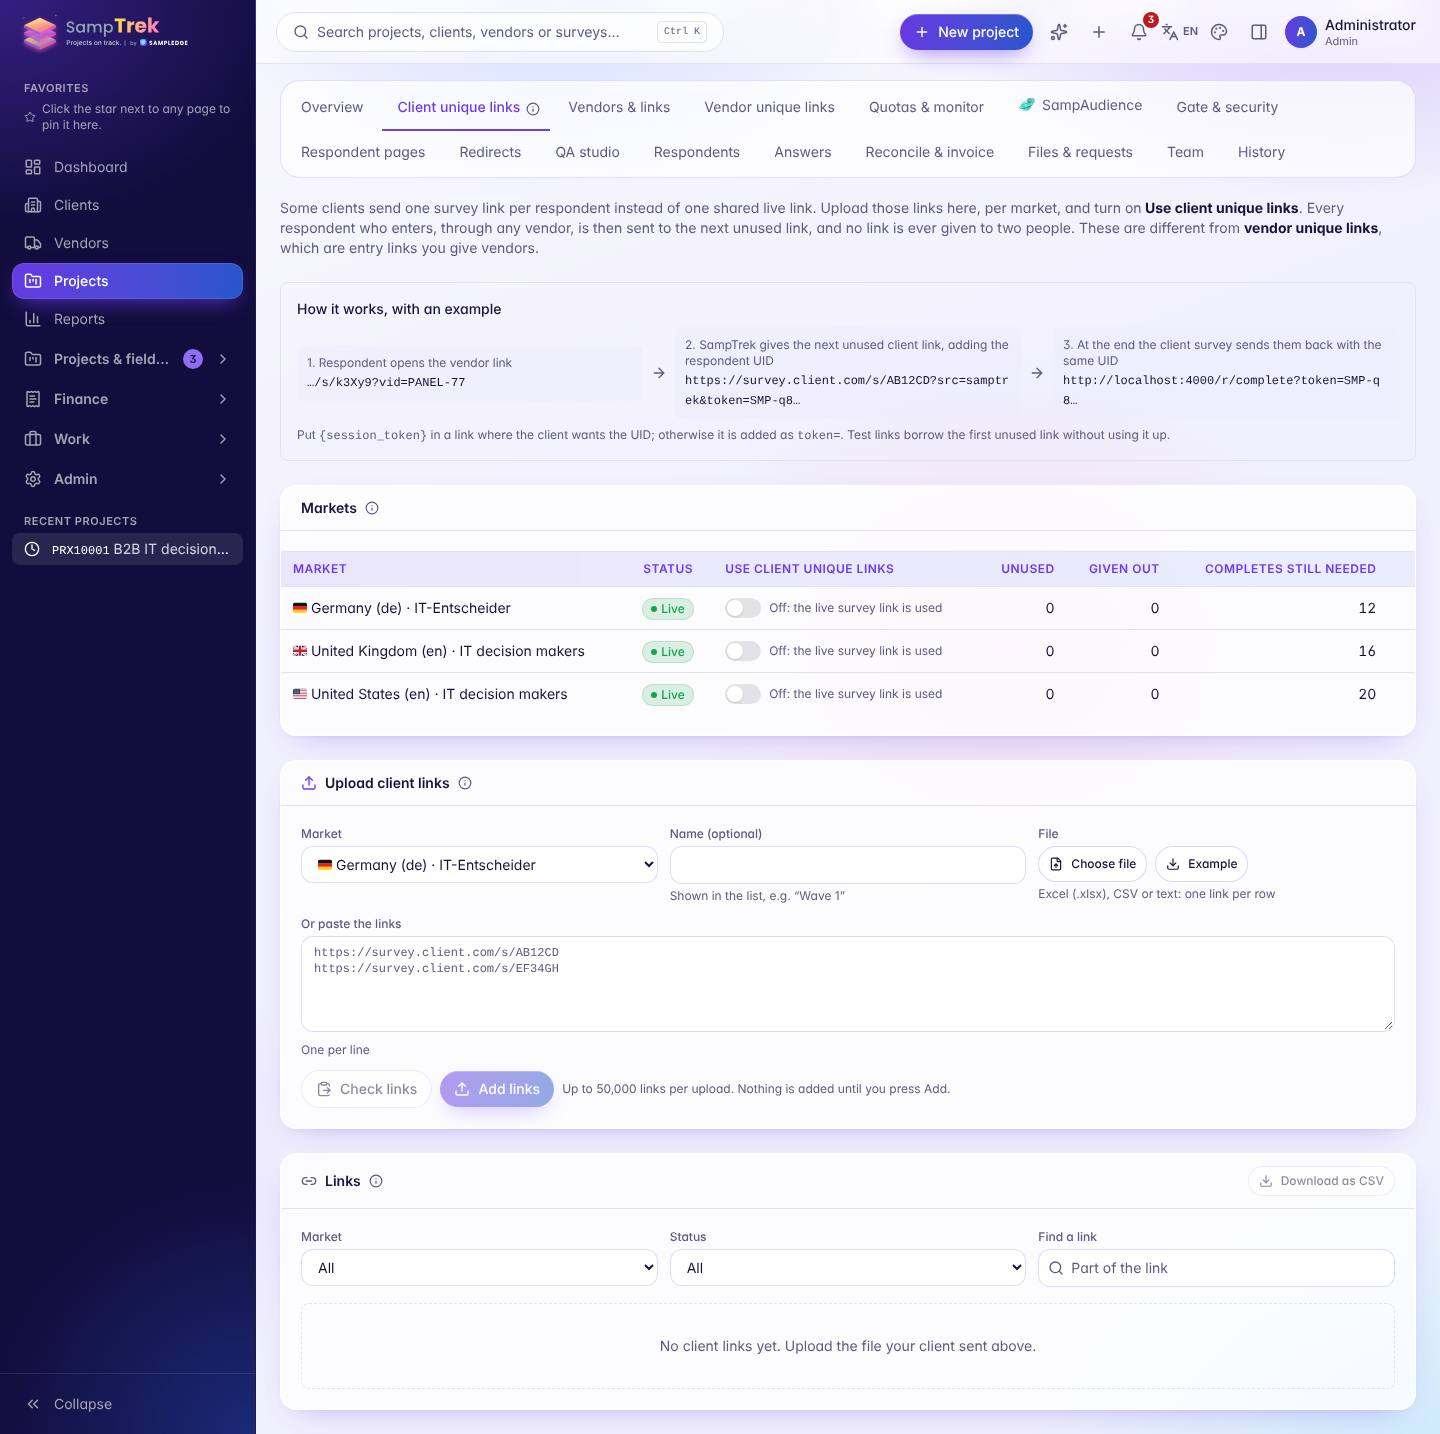 SampTrek
Projects on track. | by SAMPLEDGE
Search projects, clients, vendors or surveys...
Ctrl K
New project
3
EN
A
Administrator
Admin
FAVORITES
Click the star next to any page to
pin it here.
Dashboard
Clients
Vendors
Projects
Reports
Projects & field... 3
Finance
Work
Admin
RECENT PROJECTS
PRX10001 B2B IT decision...
Collapse
Overview Client unique links Vendors & links Vendor unique links Quotas & monitor SampAudience Gate & security
Respondent pages Redirects QA studio Respondents Answers Reconcile & invoice Files & requests Team History
Some clients send one survey link per respondent instead of one shared live link. Upload those links here, per market, and turn on Use client unique links. Every
respondent who enters, through any vendor, is then sent to the next unused link, and no link is ever given to two people. These are different from vendor unique links,
which are entry links you give vendors.
How it works, with an example
1. Respondent opens the vendor link
…/s/k3Xy9?vid=PANEL-77
2. SampTrek gives the next unused client link, adding the
respondent UID
https://survey.client.com/s/AB12CD?src=samptr
ek&token=SMP-q8…
3. At the end the client survey sends them back with the
same UID
http://localhost:4000/r/complete?token=SMP-q
8…
Put {session_token} in a link where the client wants the UID; otherwise it is added as token=. Test links borrow the first unused link without using it up.
Markets
MARKET STATUS USE CLIENT UNIQUE LINKS UNUSED GIVEN OUT COMPLETES STILL NEEDED
Germany (de) · IT-Entscheider Live Off: the live survey link is used 0 0 12
United Kingdom (en) · IT decision makers Live Off: the live survey link is used 0 0 16
United States (en) · IT decision makers Live Off: the live survey link is used 0 0 20
Upload client links
Market Name (optional) File
Germany (de) · IT-Entscheider Choose file Example
Shown in the list, e.g. “Wave 1” Excel (.xlsx), CSV or text: one link per row
Or paste the links
https://survey.client.com/s/AB12CD
https://survey.client.com/s/EF34GH
One per line
Check links Add links Up to 50,000 links per upload. Nothing is added until you press Add.
Links Download as CSV
Market Status Find a link
All All Part of the link
No client links yet. Upload the file your client sent above.